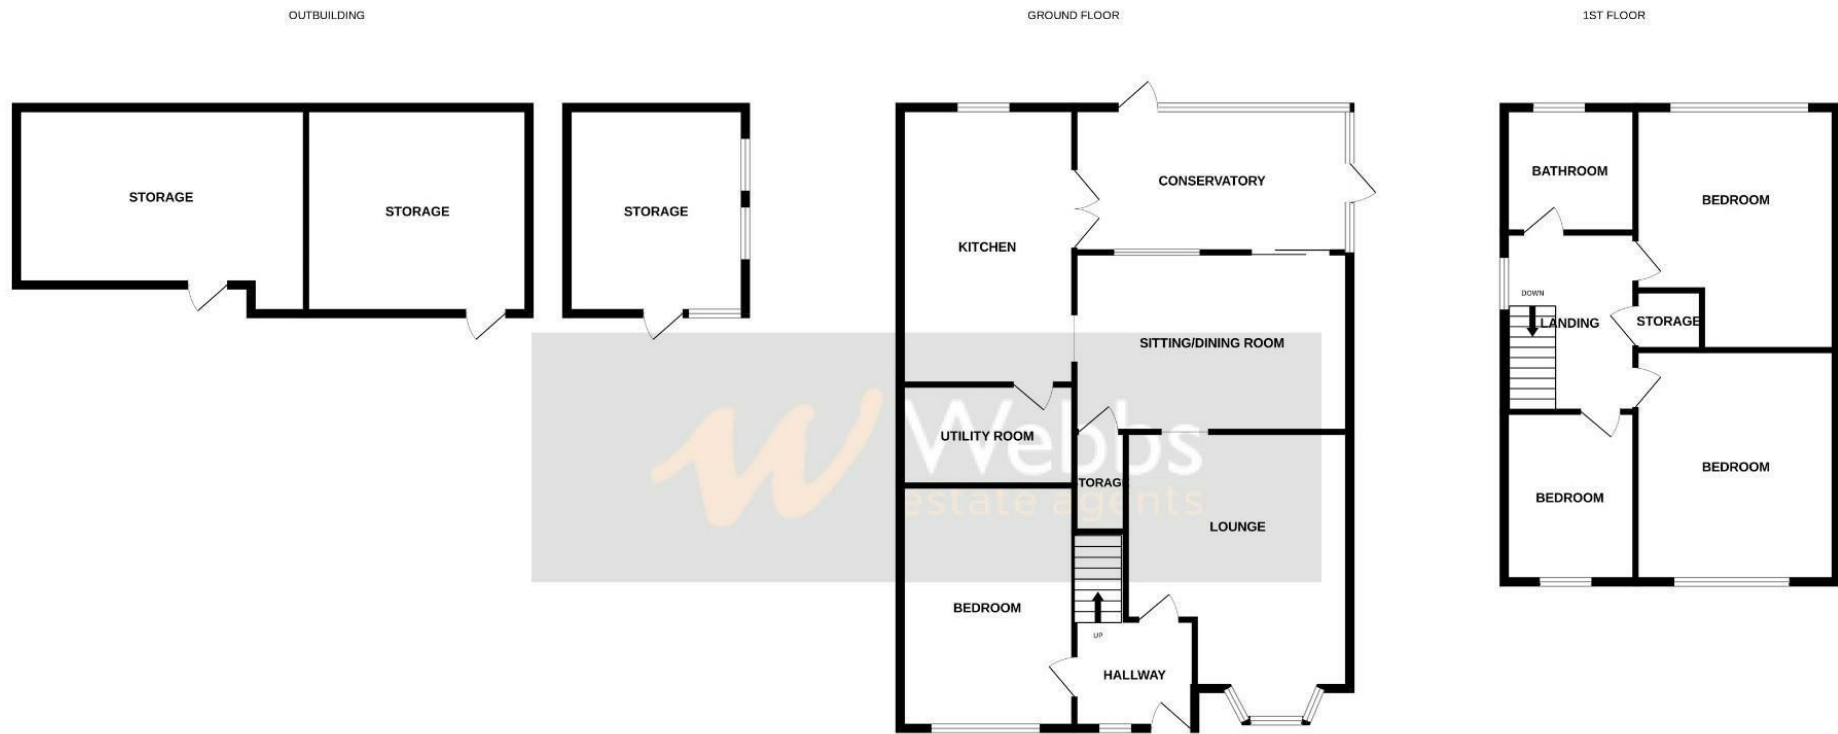 OUTBUILDING
GROUND FLOOR
1ST FLOOR
STORAGE
STORAGE
STORAGE
KITCHEN
CONSERVATORY
SITTING/DINING ROOM
UTILITY ROOM
TORAG
LOUNGE
BEDROOM
UP
HALLWAY
BATHROOM
BEDROOM
DOWN
LANDING
STORAGE
BEDROOM
BEDROOM
w Webbs
estate agents